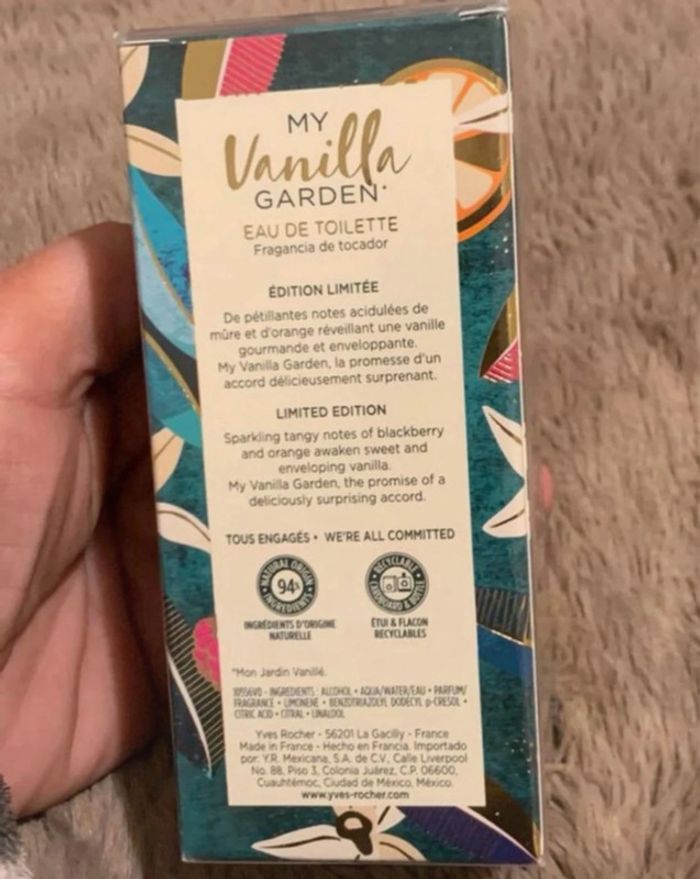 MY
Vanilla
GARDEN*
EAU DE TOILETTE
Fragancia de tocador
ÉDITION LIMITÉE
De pétillantes notes acidulées de
mûre et d'orange réveillant une vanille
gourmande et enveloppante.
My Vanilla Garden, la promesse d'un
accord délicieusement surprenant.
LIMITED EDITION
Sparkling tangy notes of blackberry
and orange awaken sweet and
enveloping vanilla.
My Vanilla Garden, the promise of a
deliciously surprising accord.
TOUS ENGAGÉS • WE'RE ALL COMMITTED
NATURAL ORIGIN
94%
INGREDIENTS
RECYCLABLE
CARDBOARD & BOTTLE
INGRÉDIENTS D'ORIGINE
NATURELLE
ÉTUI & FLACON
RECYCLABLES
*Mon Jardin Vanillé.
INGREDIENTS : ALCOHOL • AQUA/WATER/EAU • PARFUM/
FRAGRANCE • LIMONENE • BENZOTRIAZOLYL DODECYL p-CRESOL •
CITRIC ACID • CITRAL • LINALOOL
Yves Rocher - 56201 La Gacilly - France
Made in France - Hecho en Francia. Importado
por: Y.R. Mexicana, S.A. de C.V., Calle Liverpool
No. 88, Piso 3, Colonia Juárez, C.P. 06600,
Cuauhtémoc, Ciudad de México, México.
www.yves-rocher.com